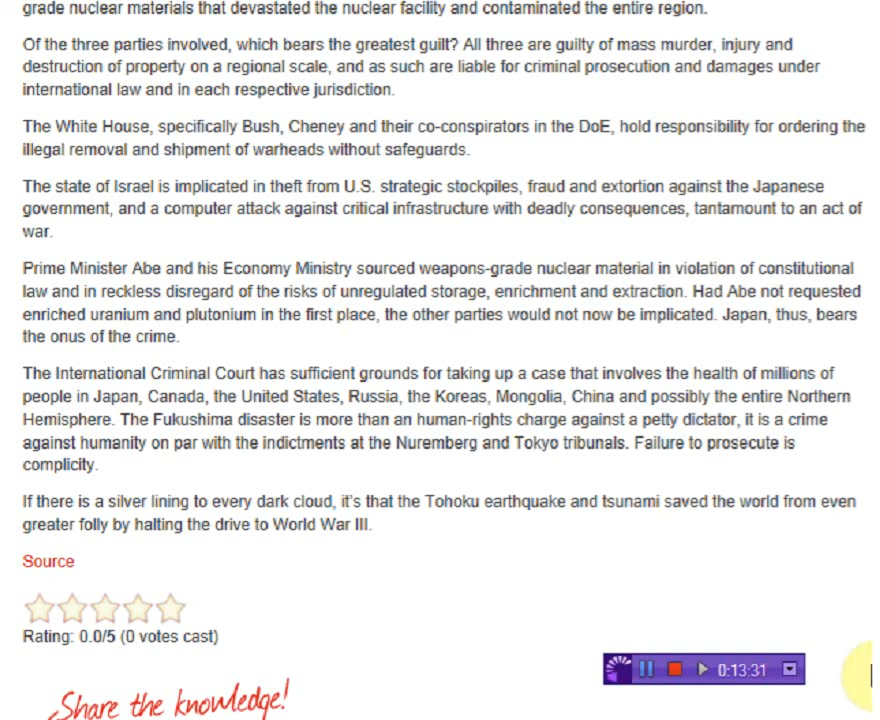 grade nuclear materials that devastated the nuclear facility and contaminated the entire region.
Of the three parties involved, which bears the greatest guilt? All three are guilty of mass murder, injury and
destruction of property on a regional scale, and as such are liable for criminal prosecution and damages under
international law and in each respective jurisdiction.
The White House, specifically Bush, Cheney and their co-conspirators in the DoE, hold responsibility for ordering the
illegal removal and shipment of warheads without safeguards.
The state of Israel is implicated in theft from U.S. strategic stockpiles, fraud and extortion against the Japanese
government, and a computer attack against critical infrastructure with deadly consequences, tantamount to an act of
war.
Prime Minister Abe and his Economy Ministry sourced weapons-grade nuclear material in violation of constitutional
law and in reckless disregard of the risks of unregulated storage, enrichment and extraction. Had Abe not requested
enriched uranium and plutonium in the first place, the other parties would not now be implicated. Japan, thus, bears
the onus of the crime.
The International Criminal Court has sufficient grounds for taking up a case that involves the health of millions of
people in Japan, Canada, the United States, Russia, the Koreas, Mongolia, China and possibly the entire Northern
Hemisphere. The Fukushima disaster is more than an human-rights charge against a petty dictator, it is a crime
against humanity on par with the indictments at the Nuremberg and Tokyo tribunals. Failure to prosecute is
complicity.
If there is a silver lining to every dark cloud, it's that the Tohoku earthquake and tsunami saved the world from even
greater folly by halting the drive to World War III.
Source
Rating: 0.0/5 (0 votes cast)
0:13:31
Share the knowledge!